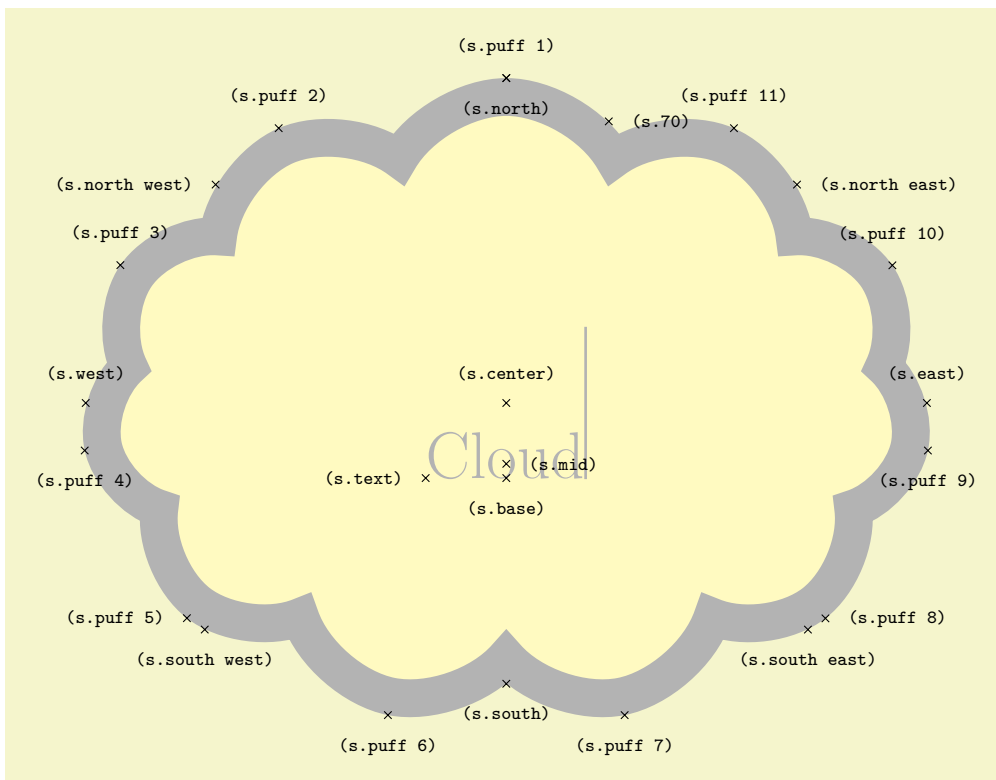 (s.puff 1)
(s.puff 2)
(s.puff 11)
(s.north)
(s.70)
(s.north west)
(s.north east)
(s.puff 3)
(s.puff 10)
(s.west)
(s.center)
(s.east)
Cloud
(s.mid)
(s.text)
(s.puff 4)
(s.puff 9)
(s.base)
(s.puff 5)
(s.puff 8)
(s.south west)
(s.south east)
(s.south)
(s.puff 6)
(s.puff 7)